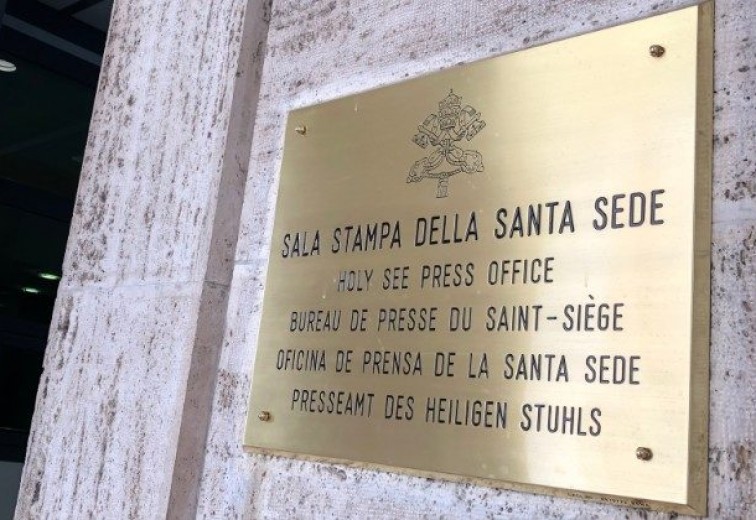 SALA STAMPA DELLA SANTA SEDE
HOLY SEE PRESS OFFICE
BUREAU DE PRESSE DU SAINT-SIÈGE
OFICINA DE PRENSA DE LA SANTA SEDE
PRESSEAMT DES HEILIGEN STUHLS